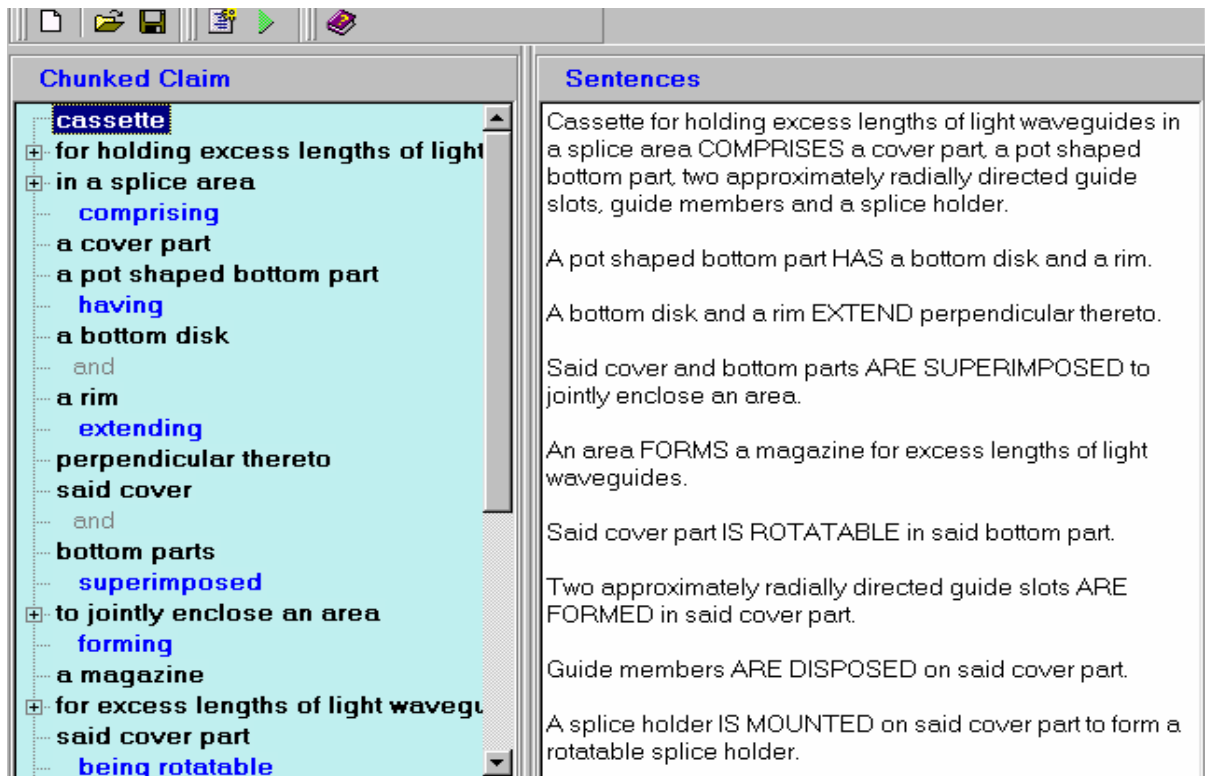 Chunked Claim
cassette
for holding excess lengths of light
in a splice area
comprising
a cover part
a pot shaped bottom part
having
a bottom disk
and
a rim
extending
perpendicular thereto
said cover
and
bottom parts
superimposed
to jointly enclose an area
forming
a magazine
for excess lengths of light wavegu
said cover part
being rotatable
Sentences
Cassette for holding excess lengths of light waveguides in
a splice area COMPRISES a cover part, a pot shaped
bottom part, two approximately radially directed guide
slots, guide members and a splice holder.
A pot shaped bottom part HAS a bottom disk and a rim.
A bottom disk and a rim EXTEND perpendicular thereto.
Said cover and bottom parts ARE SUPERIMPOSED to
jointly enclose an area.
An area FORMS a magazine for excess lengths of light
waveguides.
Said cover part IS ROTATABLE in said bottom part.
Two approximately radially directed guide slots ARE
FORMED in said cover part.
Guide members ARE DISPOSED on said cover part.
A splice holder IS MOUNTED on said cover part to form a
rotatable splice holder.